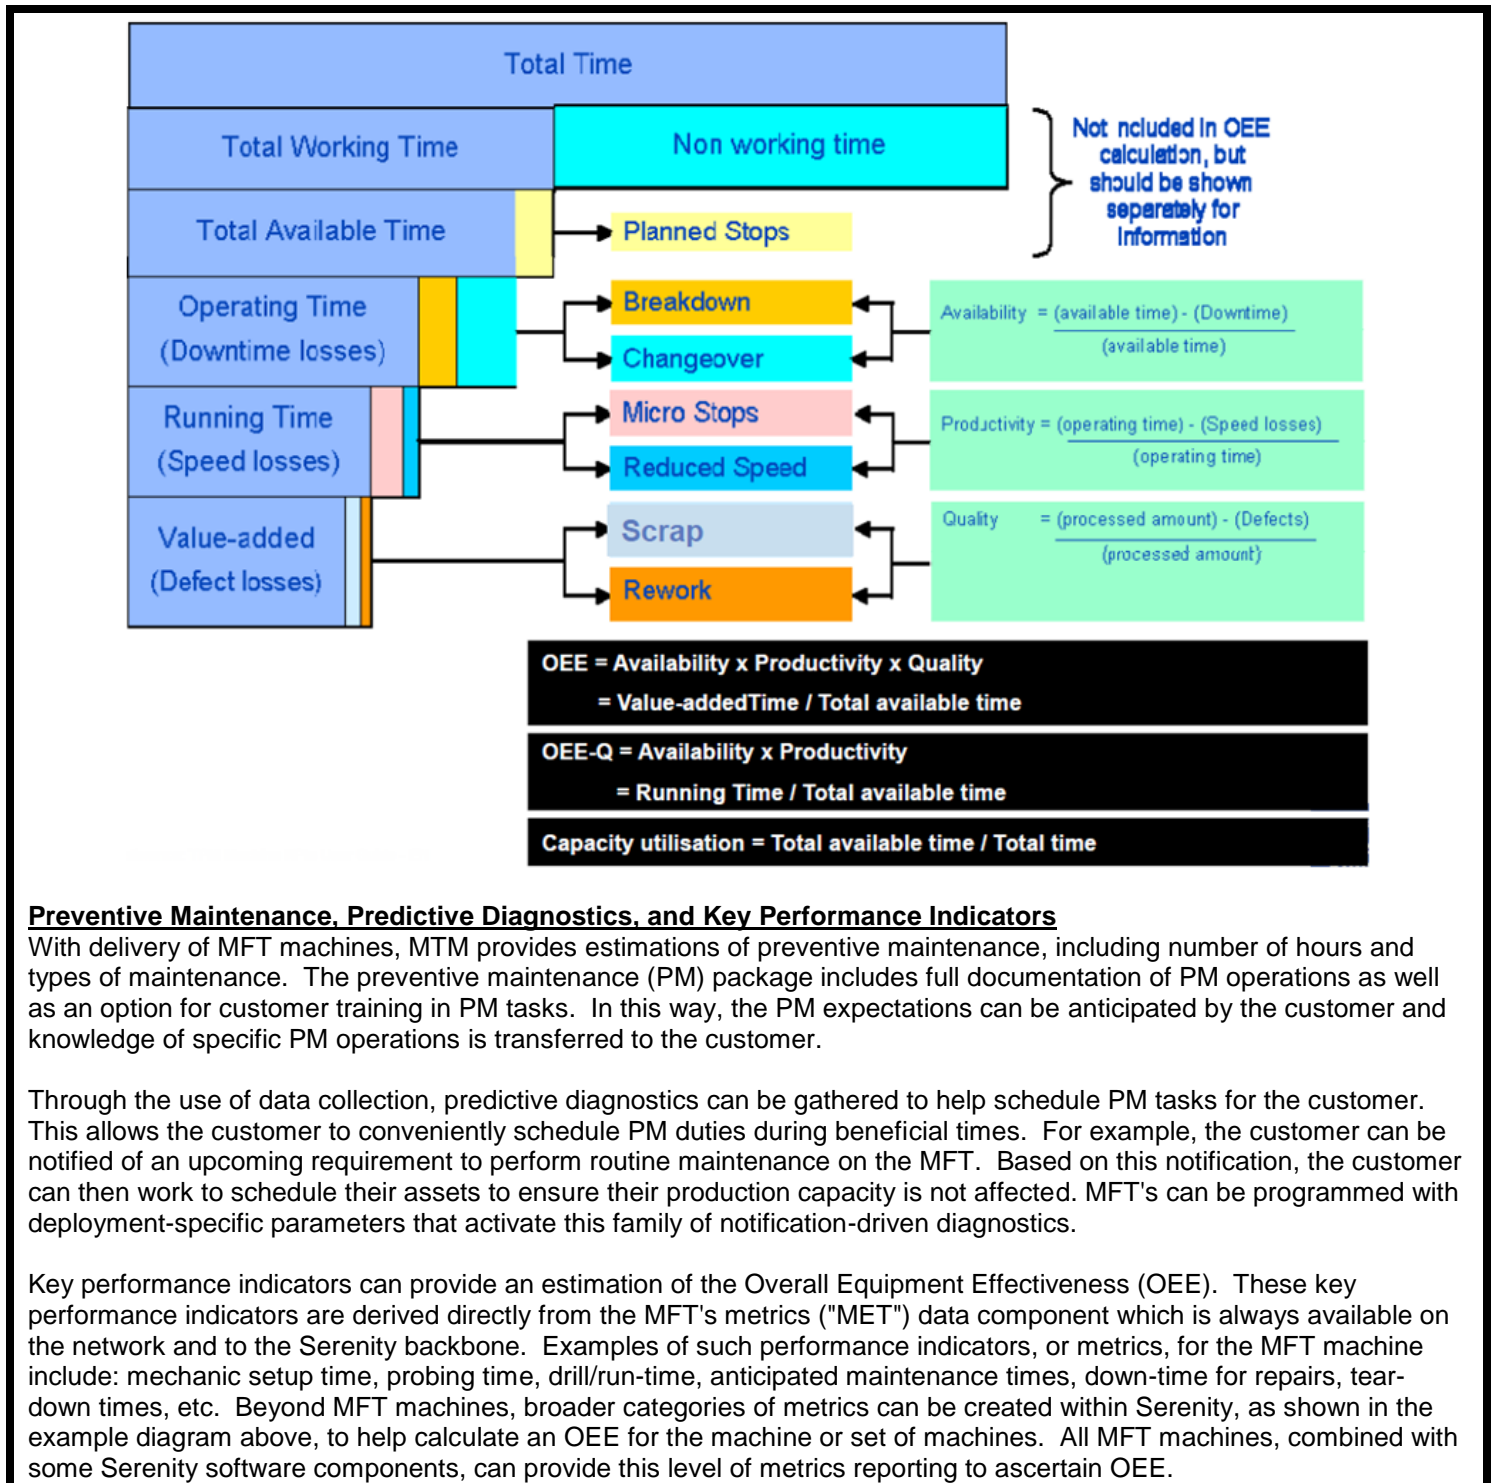 Total Time
Total Working Time
Non working time
Not ncluded in OEE
calculation, but
should be shown
separately for
Information
Total Available Time
Planned Stops
Operating Time
(Downtime losses)
Breakdown
Changeover
Availability = (available time) - (Downtime)
(available time)
Running Time
(Speed losses)
Micro Stops
Reduced Speed
Productivity = (operating time) - (Speed losses)
(operating time)
Value-added
(Defect losses)
Scrap
Rework
Quality = (processed amount) - (Defects)
(processed amount)
OEE = Availability x Productivity x Quality
= Value-addedTime / Total available time
OEE-Q = Availability x Productivity
= Running Time / Total available time
Capacity utilisation = Total available time / Total time
Preventive Maintenance, Predictive Diagnostics, and Key Performance Indicators
With delivery of MFT machines, MTM provides estimations of preventive maintenance, including number of hours and
types of maintenance.  The preventive maintenance (PM) package includes full documentation of PM operations as well
as an option for customer training in PM tasks.  In this way, the PM expectations can be anticipated by the customer and
knowledge of specific PM operations is transferred to the customer.
Through the use of data collection, predictive diagnostics can be gathered to help schedule PM tasks for the customer.
This allows the customer to conveniently schedule PM duties during beneficial times.  For example, the customer can be
notified of an upcoming requirement to perform routine maintenance on the MFT.  Based on this notification, the customer
can then work to schedule their assets to ensure their production capacity is not affected. MFT's can be programmed with
deployment-specific parameters that activate this family of notification-driven diagnostics.
Key performance indicators can provide an estimation of the Overall Equipment Effectiveness (OEE).  These key
performance indicators are derived directly from the MFT's metrics ("MET") data component which is always available on
the network and to the Serenity backbone.  Examples of such performance indicators, or metrics, for the MFT machine
include: mechanic setup time, probing time, drill/run-time, anticipated maintenance times, down-time for repairs, tear-
down times, etc.  Beyond MFT machines, broader categories of metrics can be created within Serenity, as shown in the
example diagram above, to help calculate an OEE for the machine or set of machines.  All MFT machines, combined with
some Serenity software components, can provide this level of metrics reporting to ascertain OEE.